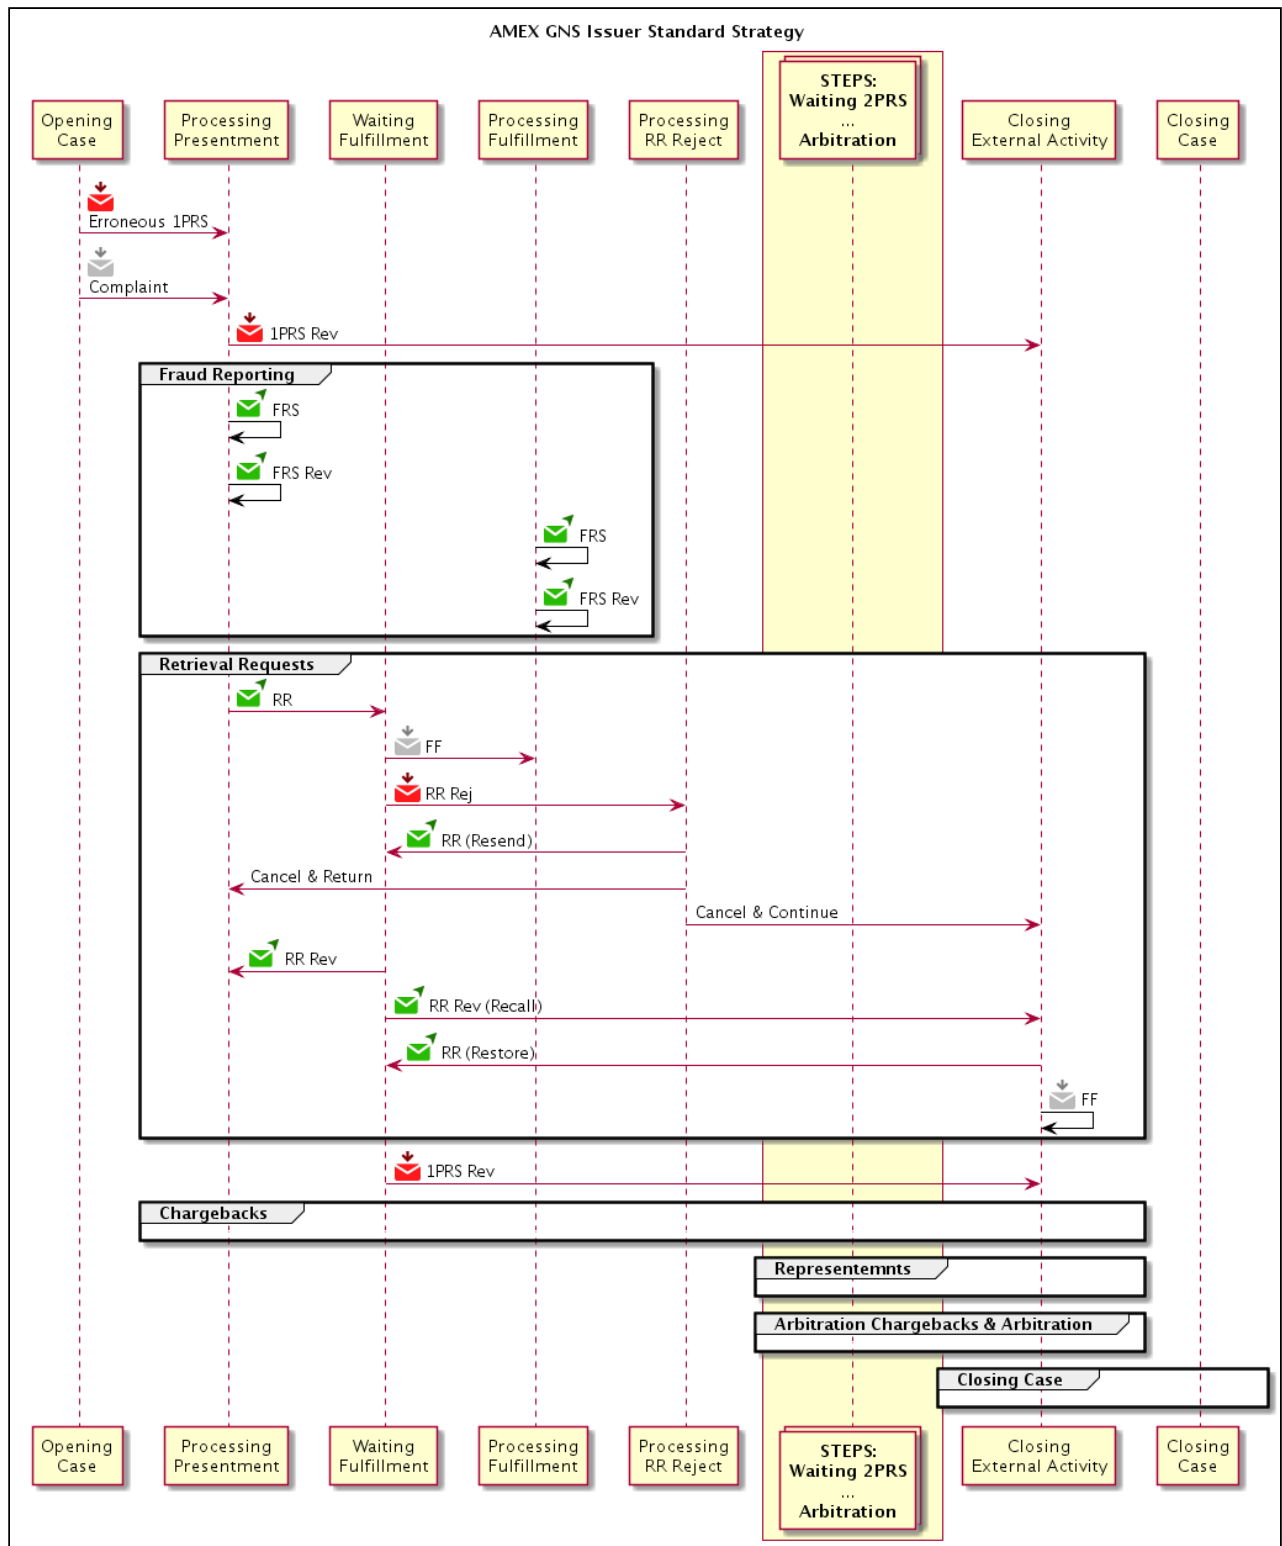 AMEX GNS Issuer Standard Strategy
Opening
Case
Processing
Presentment
Waiting
Fulfillment
Processing
Fulfillment
Processing
RR Reject
STEPS:
Waiting 2PRS
...
Arbitration
Closing
External Activity
Closing
Case
Erroneous 1PRS
Complaint
1PRS Rev
Fraud Reporting
FRS
FRS Rev
FRS
FRS Rev
Retrieval Requests
RR
FF
RR Rej
RR (Resend)
Cancel & Return
Cancel & Continue
RR Rev
RR Rev (Recall)
RR (Restore)
FF
1PRS Rev
Chargebacks
Representemnts
Arbitration Chargebacks & Arbitration
Closing Case
Opening
Case
Processing
Presentment
Waiting
Fulfillment
Processing
Fulfillment
Processing
RR Reject
STEPS:
Waiting 2PRS
...
Arbitration
Closing
External Activity
Closing
Case